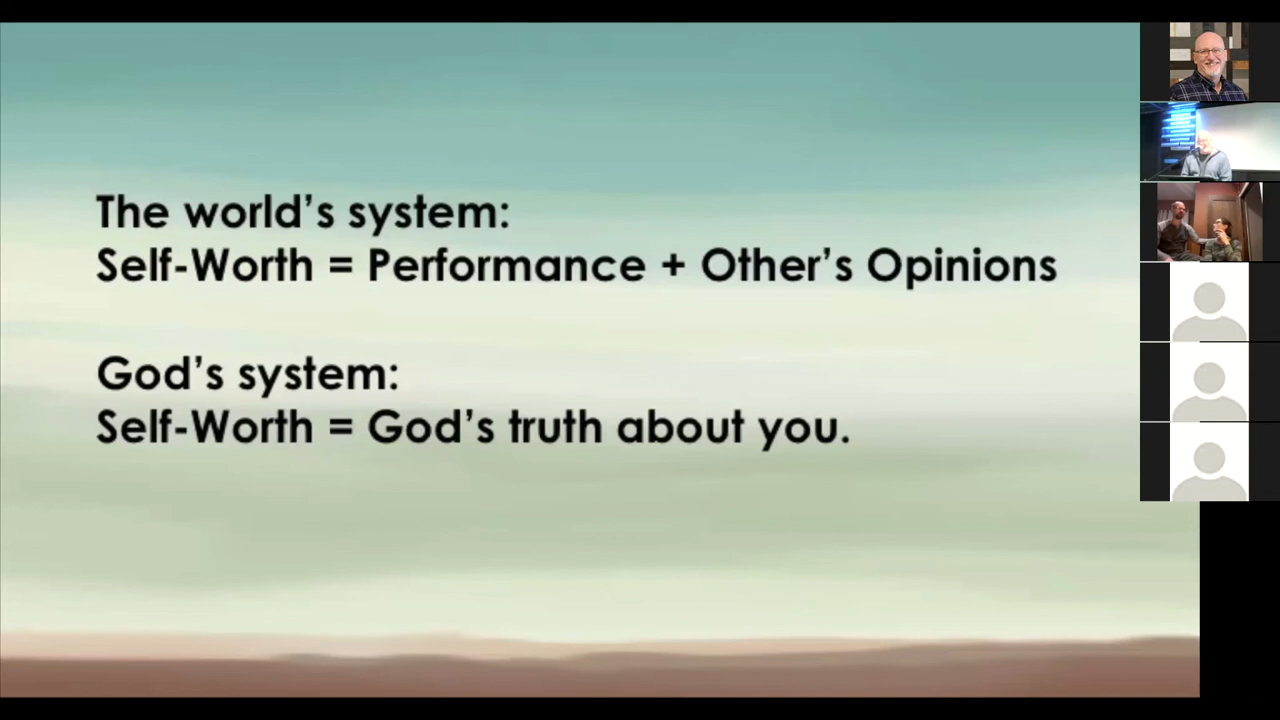 The world’s system:
Self-Worth = Performance + Other’s Opinions
God’s system:
Self-Worth = God’s truth about you.